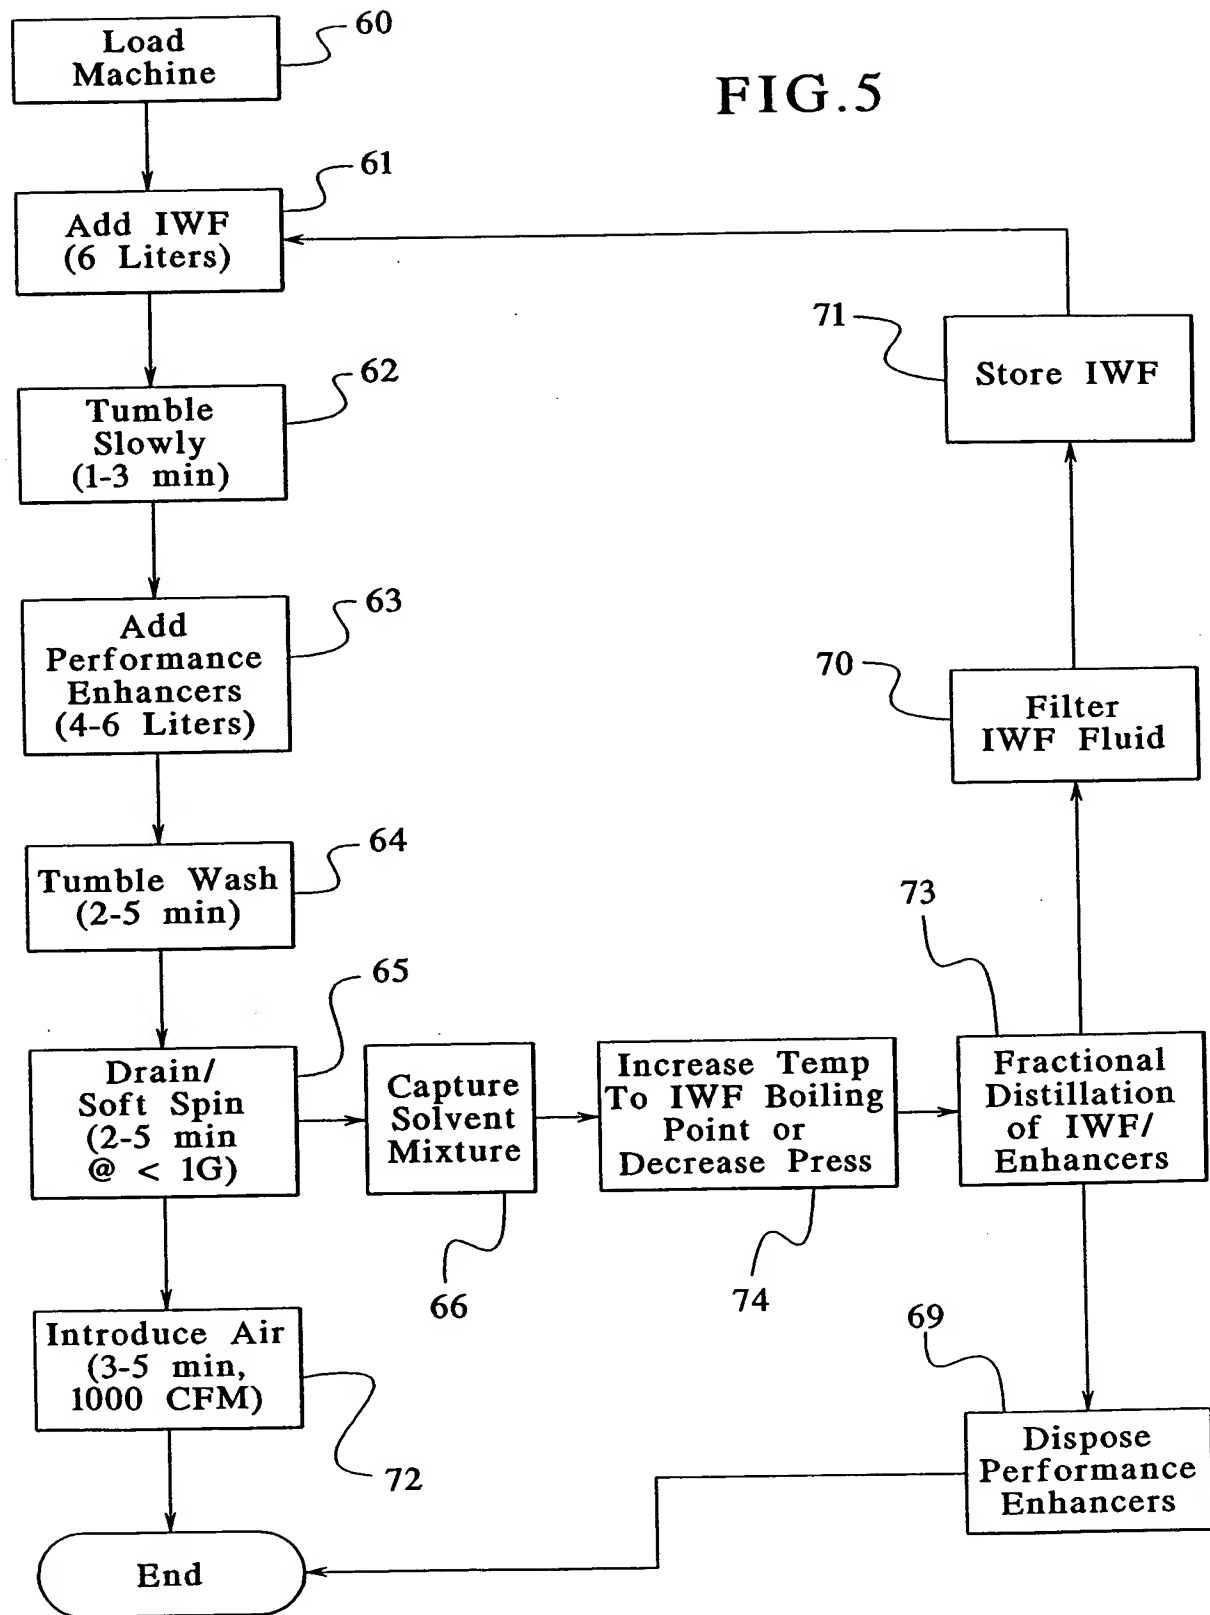 FIG.5
60
Load
Machine
61
Add IWF
(6 Liters)
62
Tumble
Slowly
(1-3 min)
63
Add
Performance
Enhancers
(4-6 Liters)
64
Tumble Wash
(2-5 min)
65
Drain/
Soft Spin
(2-5 min
@ < 1G)
Capture
Solvent
Mixture
66
Increase Temp
To IWF Boiling
Point or
Decrease Press
74
73
Fractional
Distillation
of IWF/
Enhancers
70
Filter
IWF Fluid
71
Store IWF
69
Dispose
Performance
Enhancers
Introduce Air
(3-5 min,
1000 CFM)
72
End